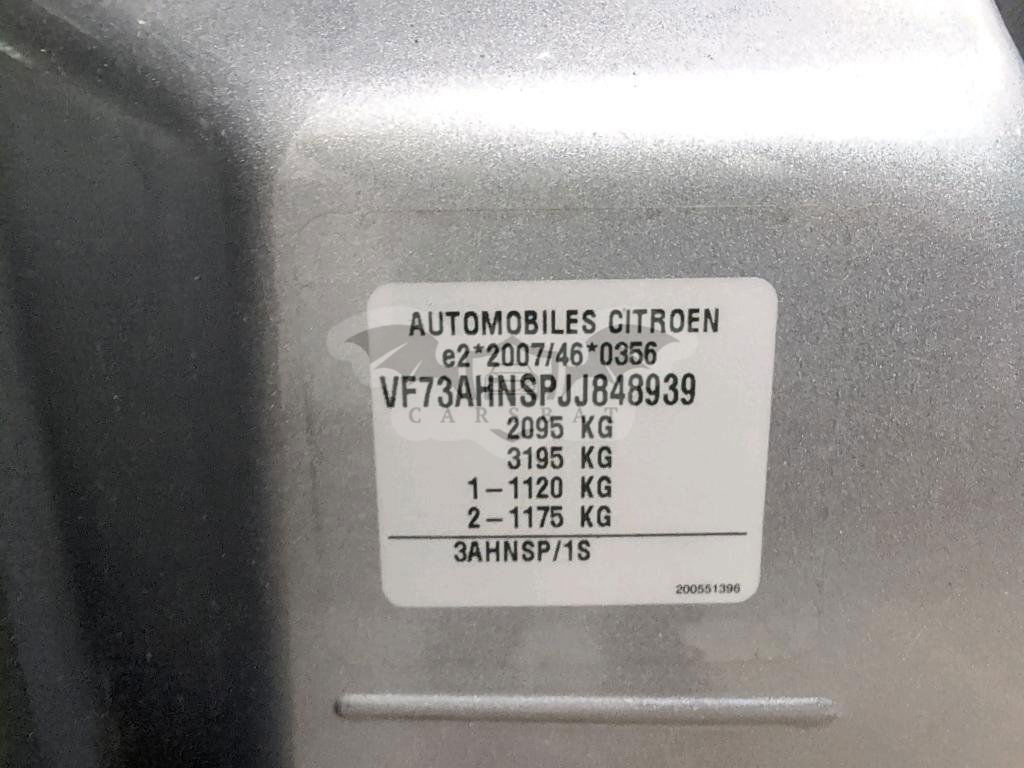 AUTOMOBILES CITROEN
e2*2007/46*0356
VF73AHNSPJJ848939
CARSBAT
2095 KG
3195 KG
1-1120 KG
2-1175 KG
3AHNSP/1S
200551396